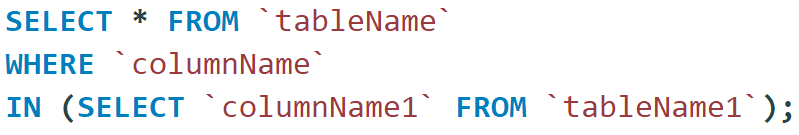 SELECT * FROM `tableName`
WHERE `columnName`
IN (SELECT `columnName1` FROM `tableName1`);